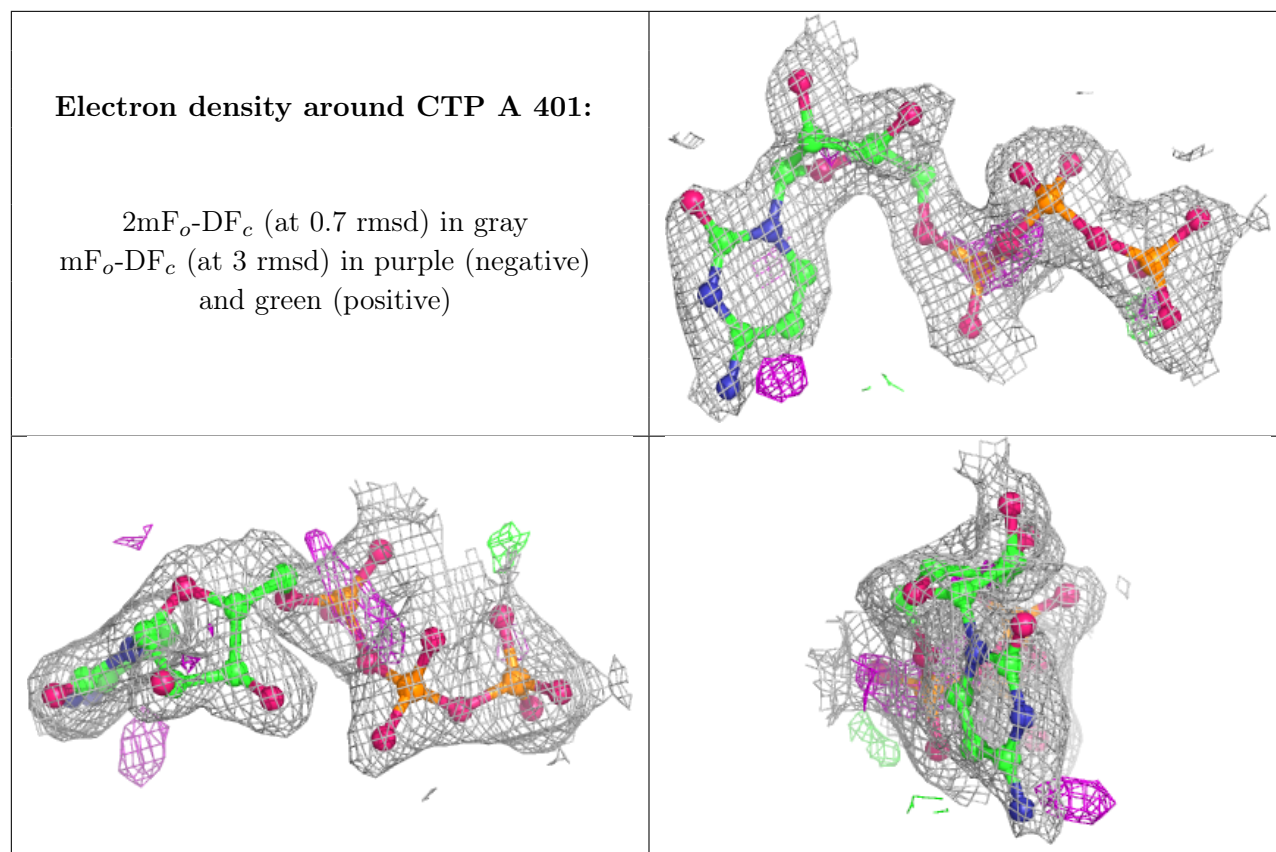 Electron density around CTP A 401:
2mFₒ-DF𝒸 (at 0.7 rmsd) in gray
mFₒ-DF𝒸 (at 3 rmsd) in purple (negative)
and green (positive)